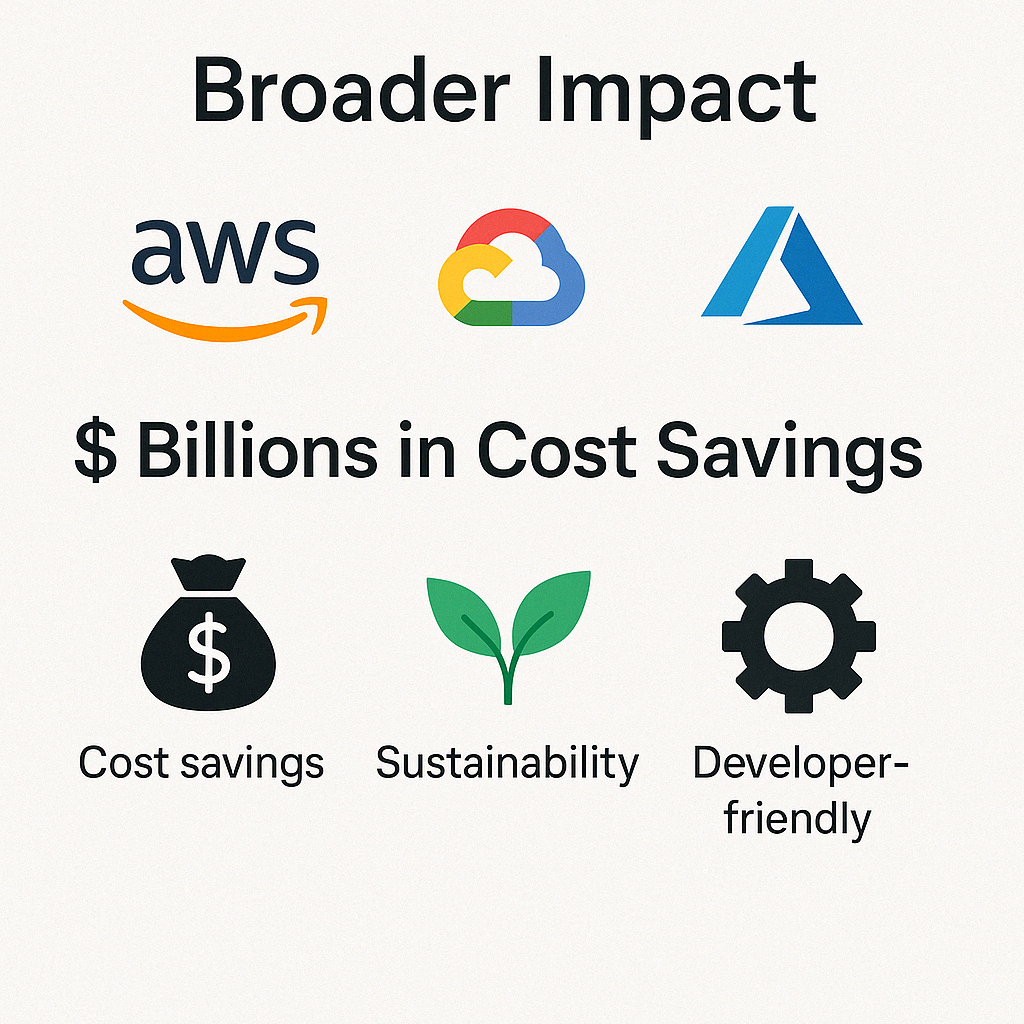 Broader Impact
aws
$ Billions in Cost Savings
$
Cost savings
Sustainability
Developer-
friendly